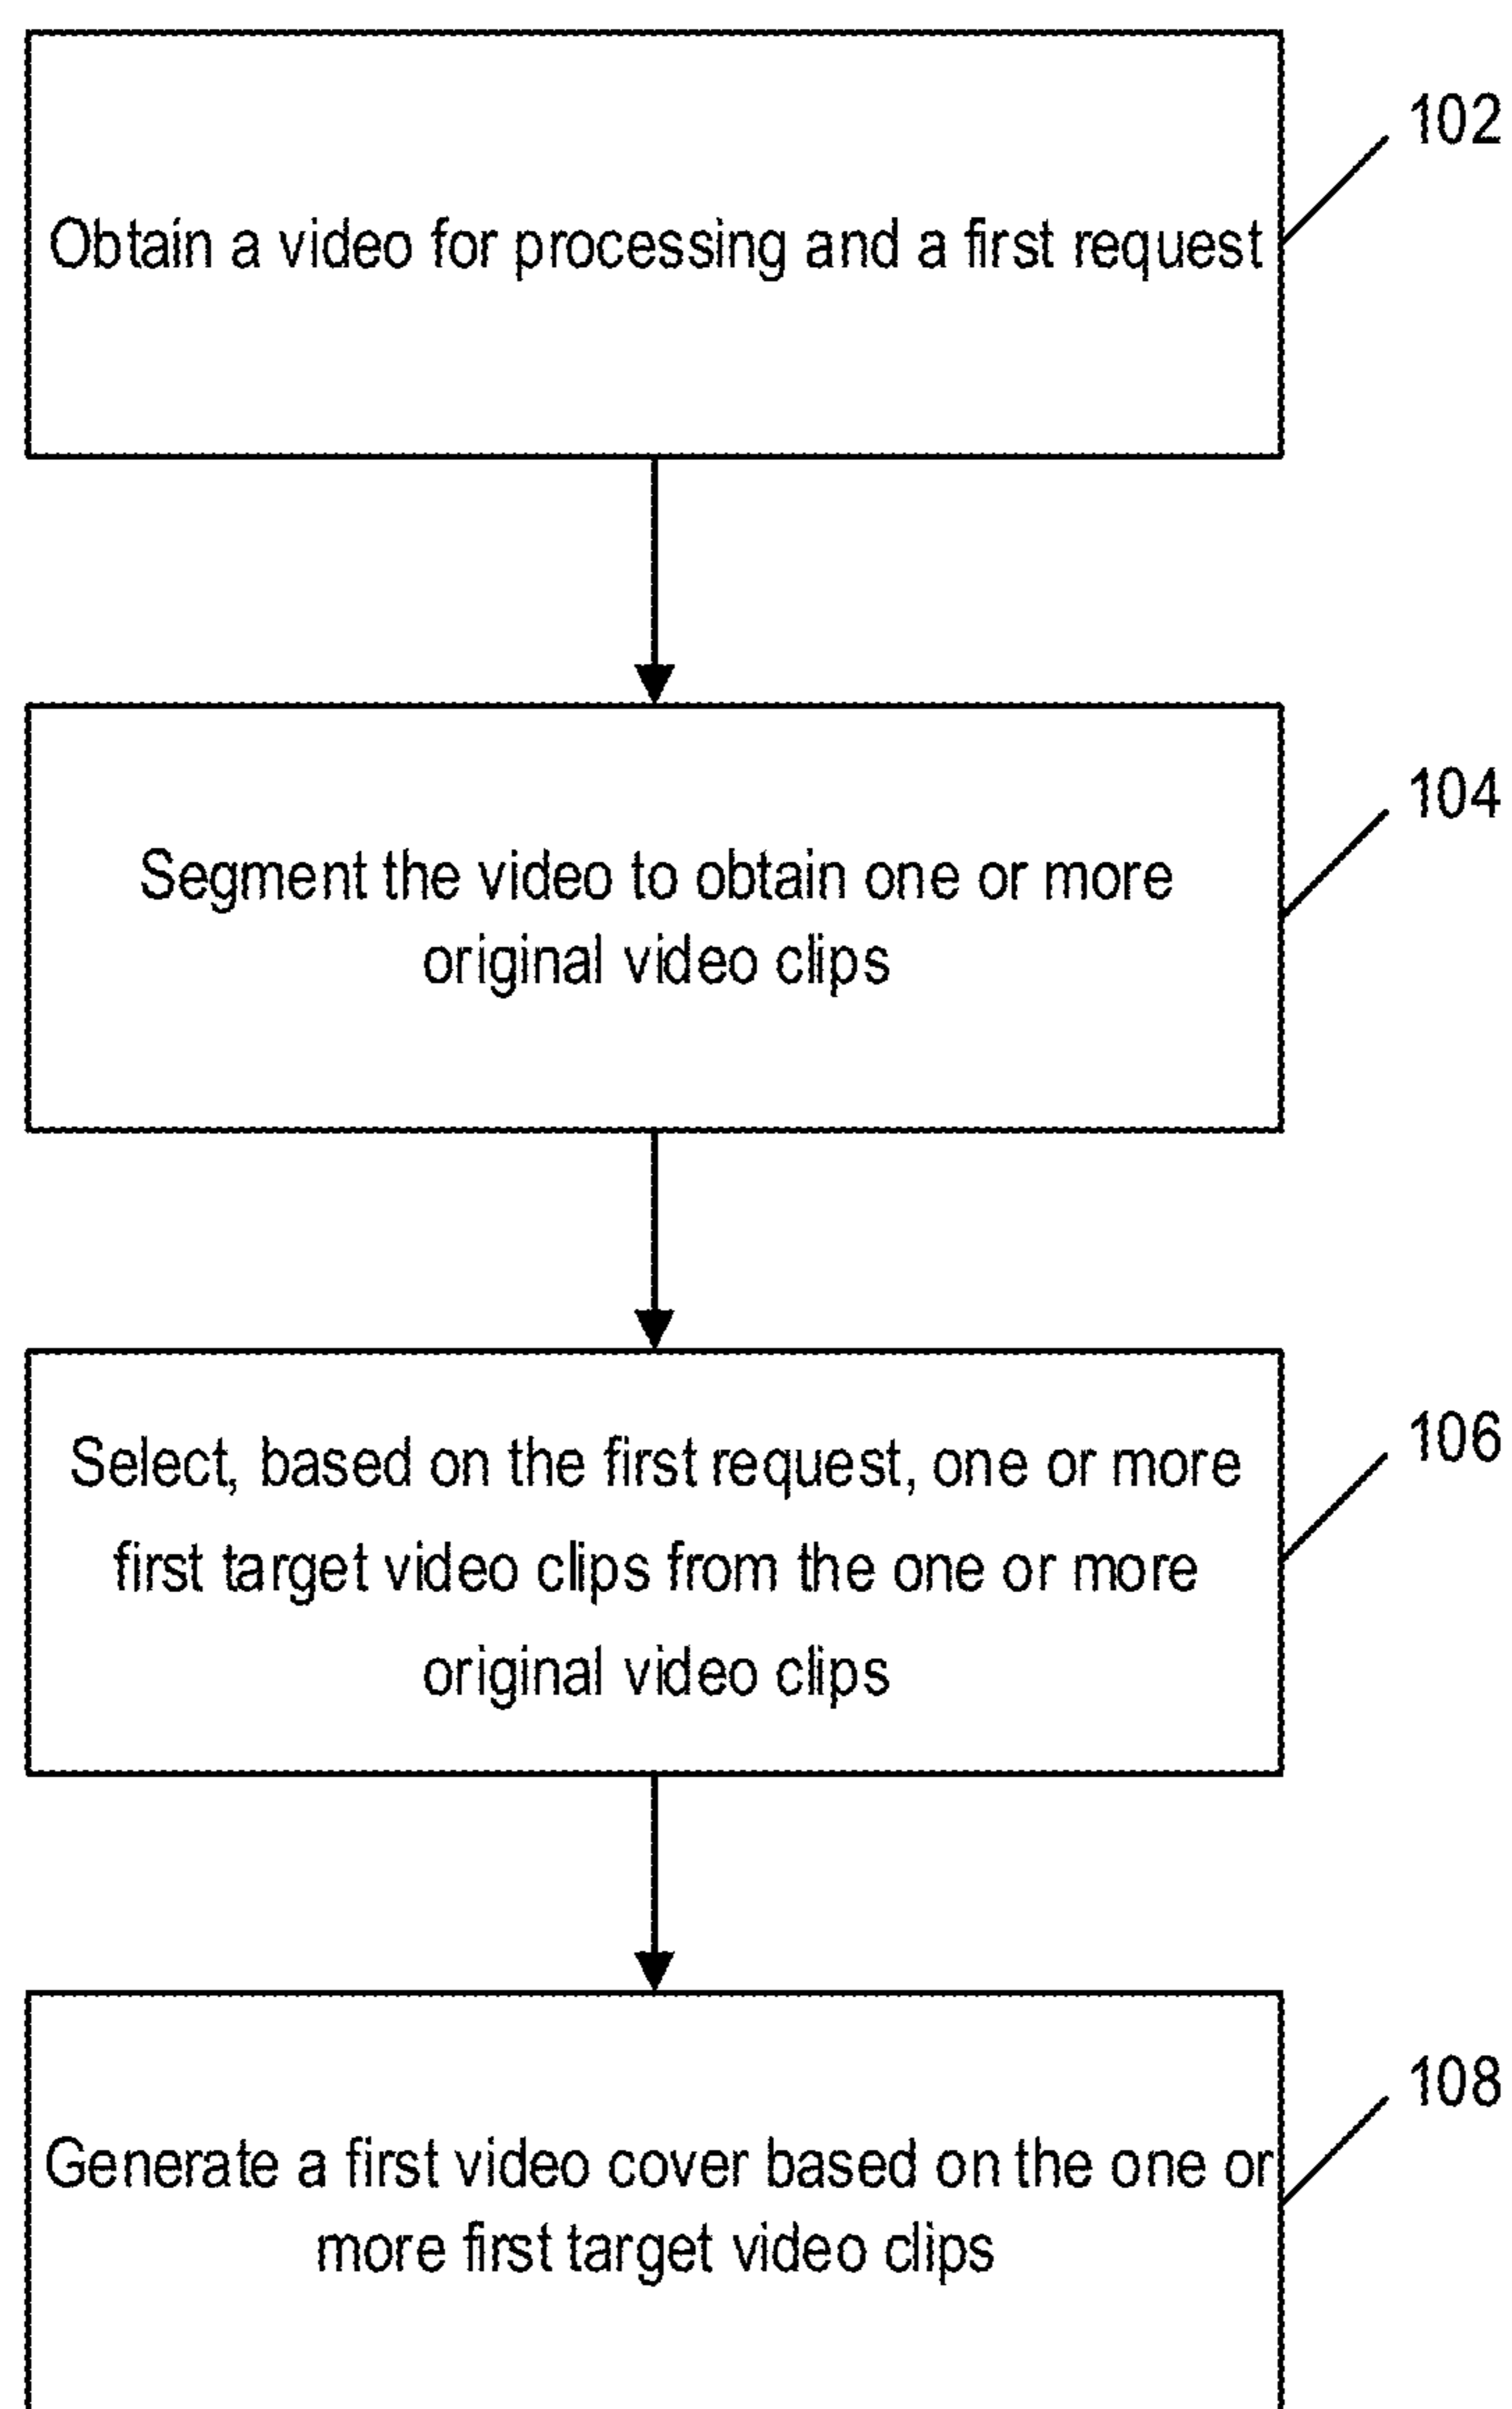 102
Obtain a video for processing and a first request
104
Segment the video to obtain one or more
original video clips
106
Select, based on the first request, one or more
first target video clips from the one or more
original video clips
108
Generate a first video cover based on the one or
more first target video clips